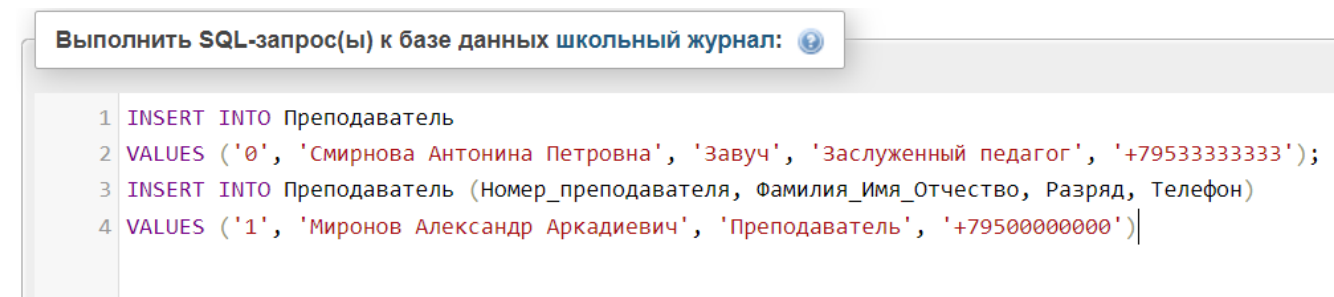 Выполнить SQL-запрос(ы) к базе данных школьный журнал:
1 INSERT INTO Преподаватель
2 VALUES ('0', 'Смирнова Антонина Петровна', 'Завуч', 'Заслуженный педагог', '+79533333333');
3 INSERT INTO Преподаватель (Номер_преподавателя, Фамилия_Имя_Отчество, Разряд, Телефон)
4 VALUES ('1', 'Миронов Александр Аркадиевич', 'Преподаватель', '+79500000000')